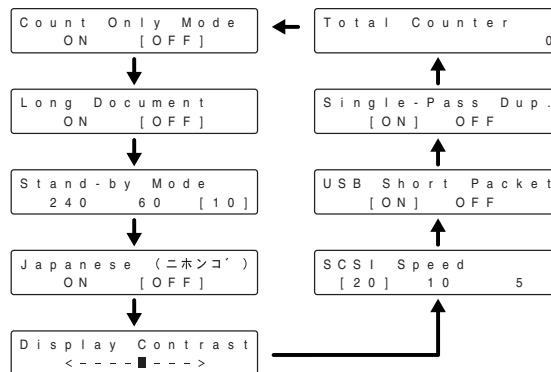 Count Only Mode
ON [OFF]
Long Document
ON [OFF]
Stand-by Mode
240 60 [10]
Japanese (ニホンゴ)
ON [OFF]
Display Contrast
<----■--->
Total Counter
0
Single-Pass Dup.
[ON] OFF
USB Short Packet
[ON] OFF
SCSI Speed
[20] 10 5